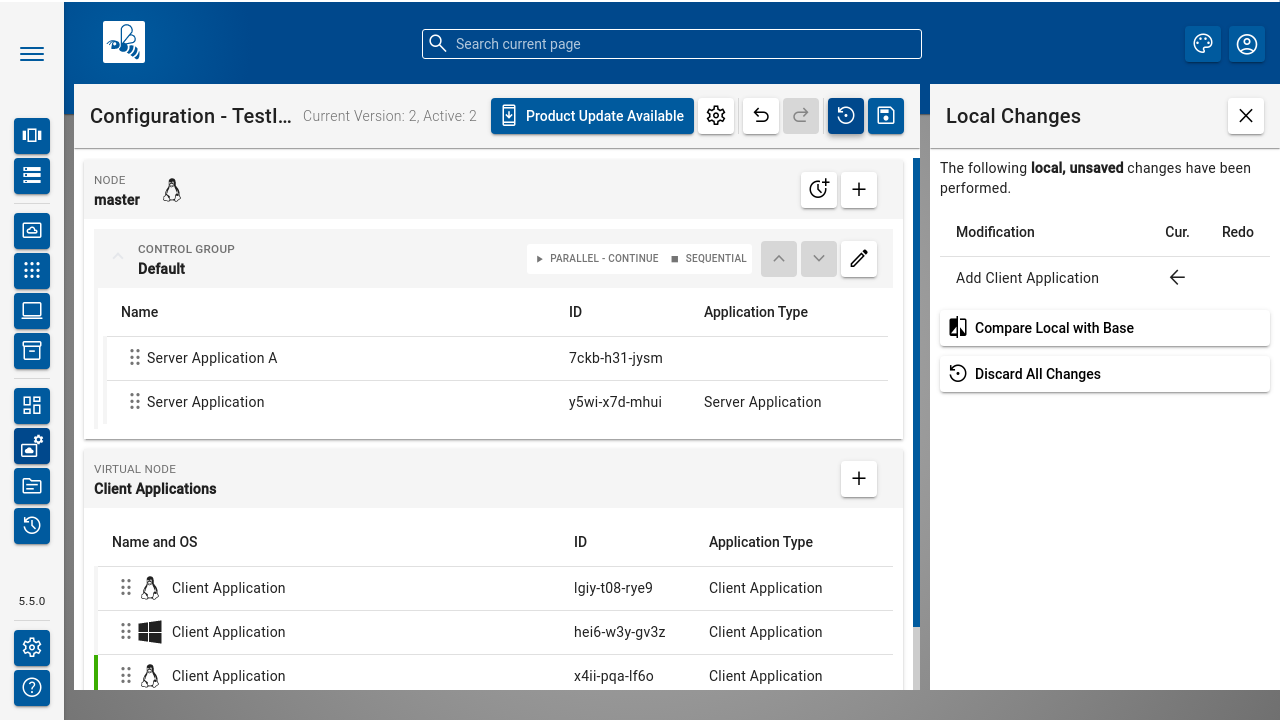 Search current page
Configuration - TestI... Current Version: 2, Active: 2 Product Update Available
NODE
master
CONTROL GROUP
Default
PARALLEL - CONTINUE SEQUENTIAL
Name ID Application Type
Server Application A 7ckb-h31-jysm
Server Application y5wi-x7d-mhui Server Application
VIRTUAL NODE
Client Applications
Name and OS ID Application Type
Client Application lgiy-t08-rye9 Client Application
Client Application hei6-w3y-gv3z Client Application
Client Application x4ii-pqa-lf6o Client Application
5.5.0
Local Changes
The following local, unsaved changes have been
performed.
Modification Cur. Redo
Add Client Application
Compare Local with Base
Discard All Changes